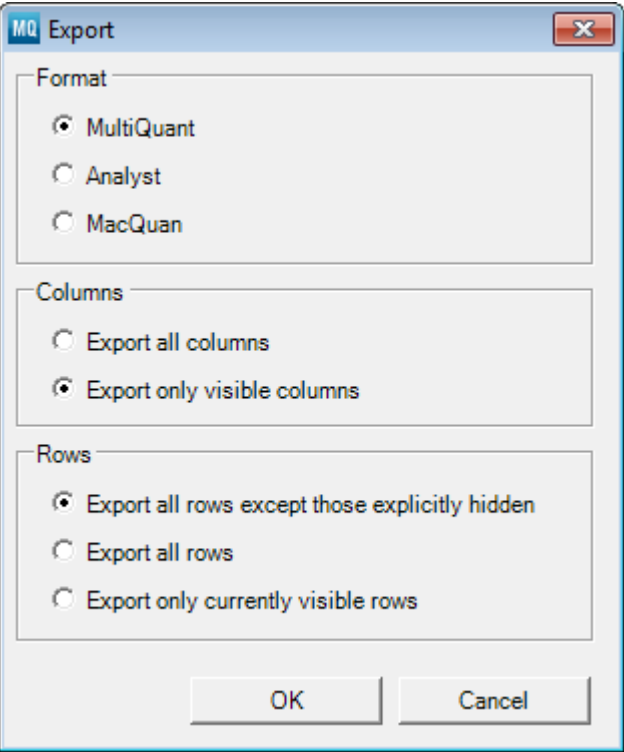 MQ Export
Format
MultiQuant
Analyst
MacQuan
Columns
Export all columns
Export only visible columns
Rows
Export all rows except those explicitly hidden
Export all rows
Export only currently visible rows
OK Cancel